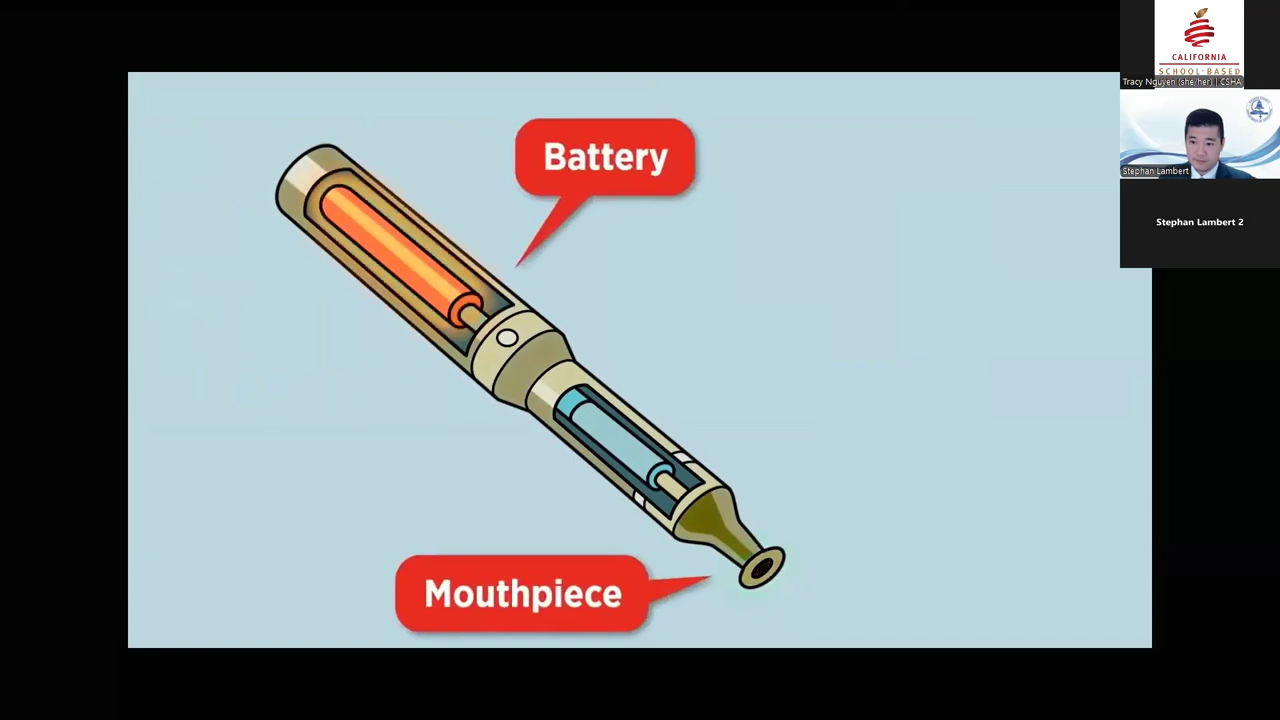 Battery
Mouthpiece
CALIFORNIA
SCHOOL-BASED
Tracy Nguyen (she/her) | CSHA
Stephan Lambert
Stephan Lambert 2